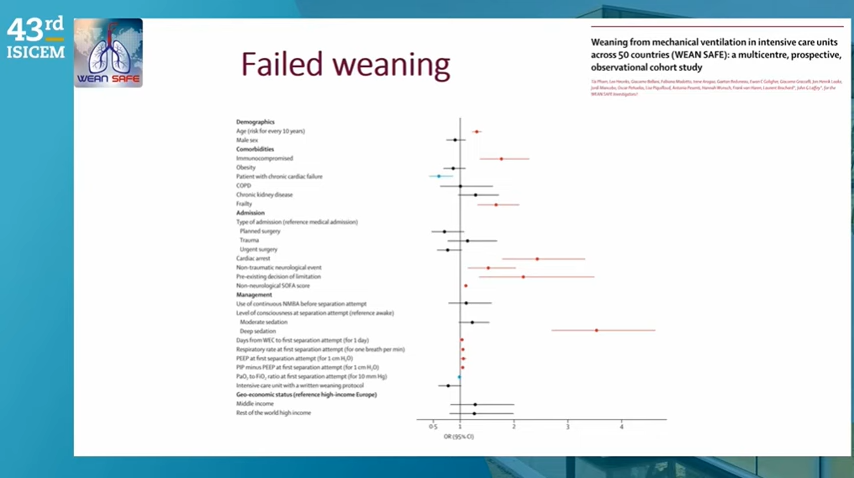 43rd
ISICEM
WEAN SAFE
Failed weaning
Weaning from mechanical ventilation in intensive care units
across 50 countries (WEAN SAFE): a multicentre, prospective,
observational cohort study
Demographics
Age (risk for every 10 years)
Male sex
Comorbidities
Immunocompromised
Obesity
Patient with chronic cardiac failure
COPD
Chronic kidney disease
Frailty
Admission
Type of admission (reference medical admission)
Planned surgery
Trauma
Urgent surgery
Cardiac arrest
Non-traumatic neurological event
Pre-existing decision of limitation
Non-neurological SOFA score
Management
Use of continuous NMBA before separation attempt
Level of consciousness at separation attempt (reference awake)
Moderate sedation
Deep sedation
Days from WEC to first separation attempt (for 1 day)
Respiratory rate at first separation attempt (for one breath per min)
PEEP at first separation attempt (for 1 cm H₂O)
PIP minus PEEP at first separation attempt (for 1 cm H₂O)
PaO₂ to FiO₂ ratio at first separation attempt (for 10 mm Hg)
Intensive care unit with a written weaning protocol
Geo-economic status (reference high-income Europe)
Middle income
Rest of the world high income
0·5 1 2 3 4
OR (95% CI)